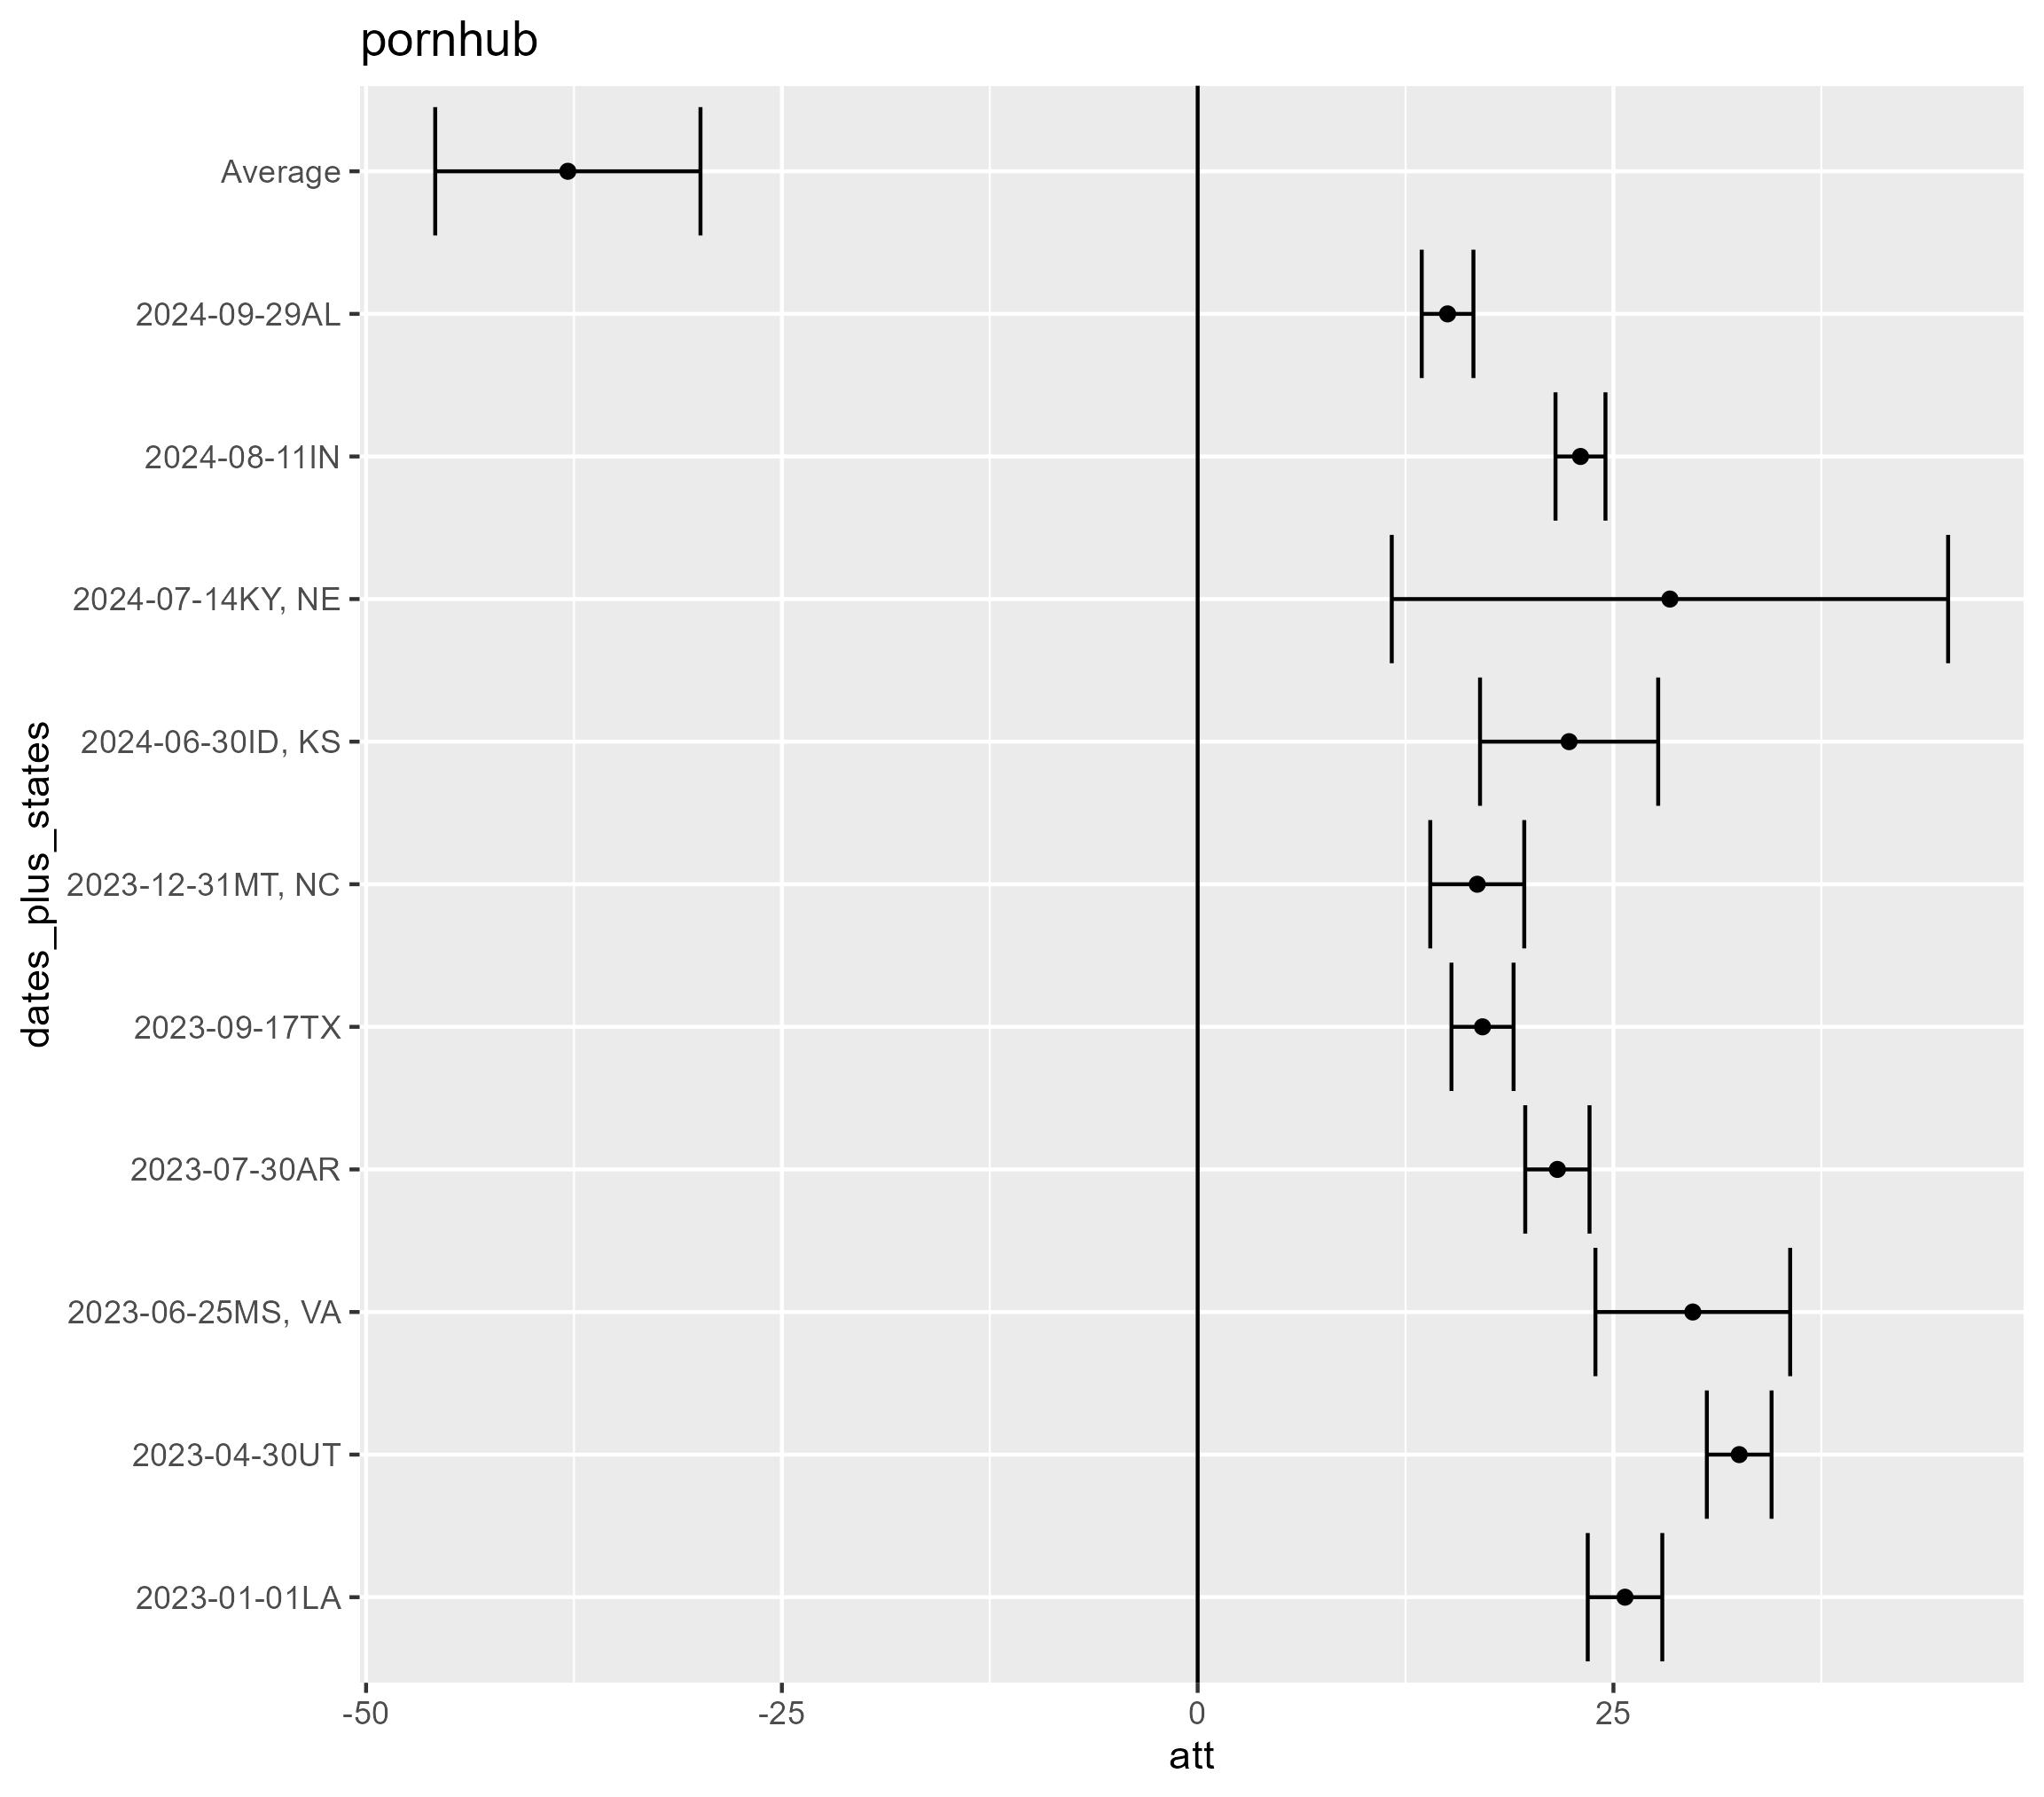 pornhub
dates_plus_states
Average
2024-09-29AL
2024-08-11IN
2024-07-14KY, NE
2024-06-30ID, KS
2023-12-31MT, NC
2023-09-17TX
2023-07-30AR
2023-06-25MS, VA
2023-04-30UT
2023-01-01LA
-50 -25 0 25
att